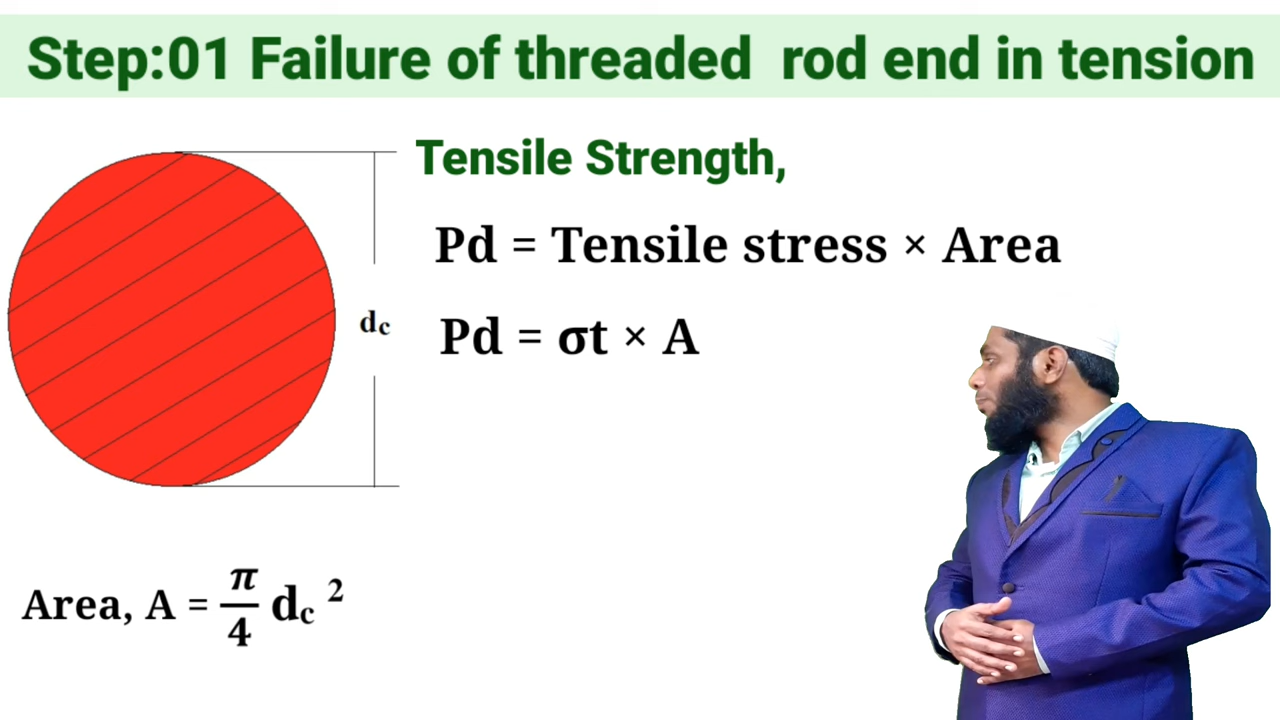 Step:01 Failure of threaded rod end in tension
Tensile Strength,
Pd = Tensile stress × Area
Pd = σt × A
dc
Area, A = π/4 dc ²